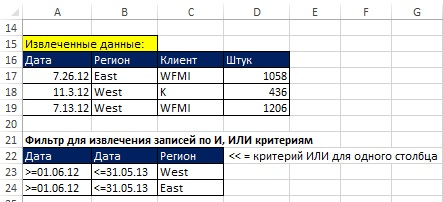 A B C D E F G H
14
15 Извлеченные данные:
16 Дата Регион Клиент Штук
17 7.26.12 East WFMI 1058
18 11.3.12 West K 436
19 7.13.12 West WFMI 1206
20
21 Фильтр для извлечения записей по И, ИЛИ критериям
22 Дата Дата Регион << = критерий ИЛИ для одного столбца
23 >=01.06.12 <=31.05.13 West
24 >=01.06.12 <=31.05.13 East